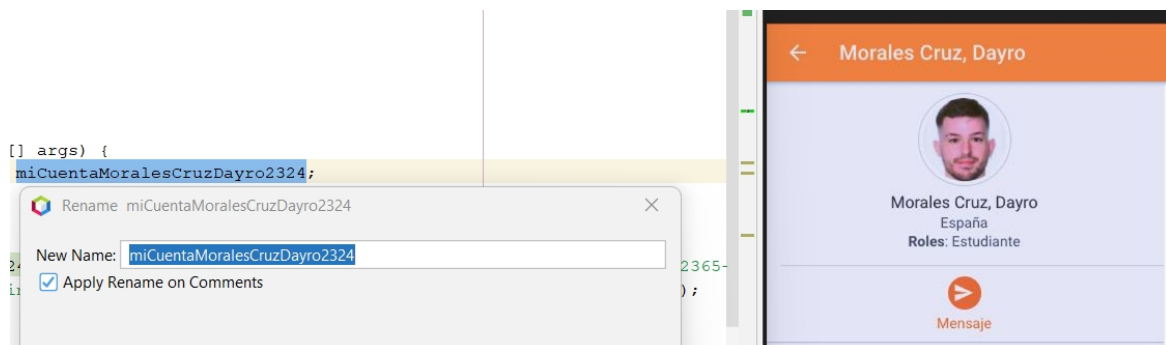 [] args) {
miCuentaMoralesCruzDayro2324;
Rename miCuentaMoralesCruzDayro2324
New Name: miCuentaMoralesCruzDayro2324
2365-
Apply Rename on Comments
);
Morales Cruz, Dayro
Morales Cruz, Dayro
España
Roles: Estudiante
Mensaje